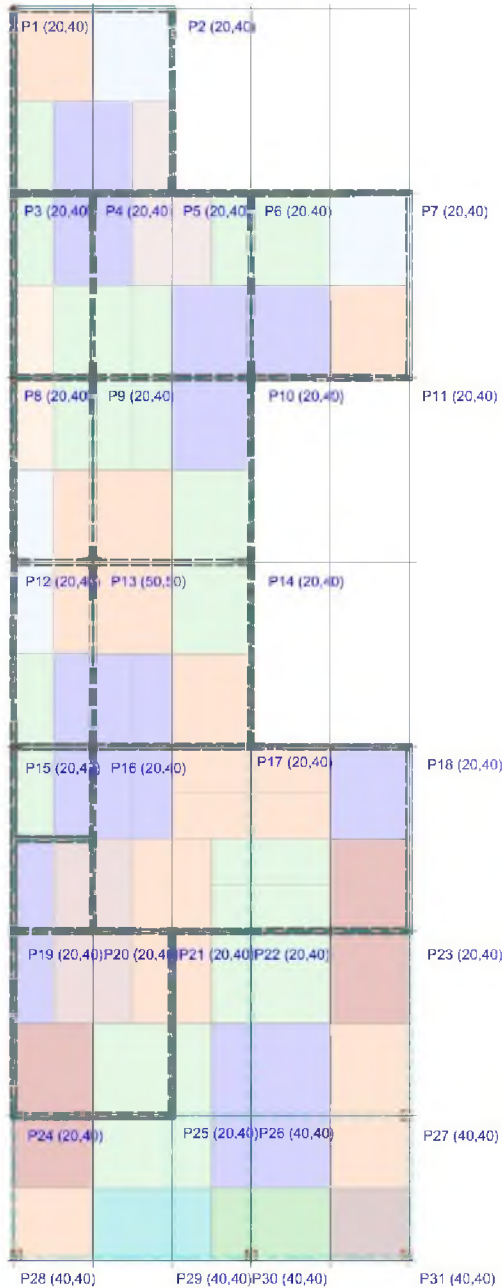 P1 (20,40) P2 (20,40)
P3 (20,40) P4 (20,40) P5 (20,40) P6 (20.40) P7 (20,40)
P8 (20,40) P9 (20,40) P10 (20,40) P11 (20,40)
P12 (20,40) P13 (50,50) P14 (20,40)
P15 (20,40) P16 (20.40) P17 (20,40) P18 (20,40)
P19 (20,40) P20 (20,40) P21 (20,40) P22 (20,40) P23 (20,40)
P24 (20,40) P25 (20,40) P26 (40,40) P27 (40,40)
P28 (40,40) P29 (40,40) P30 (40,40) P31 (40,40)